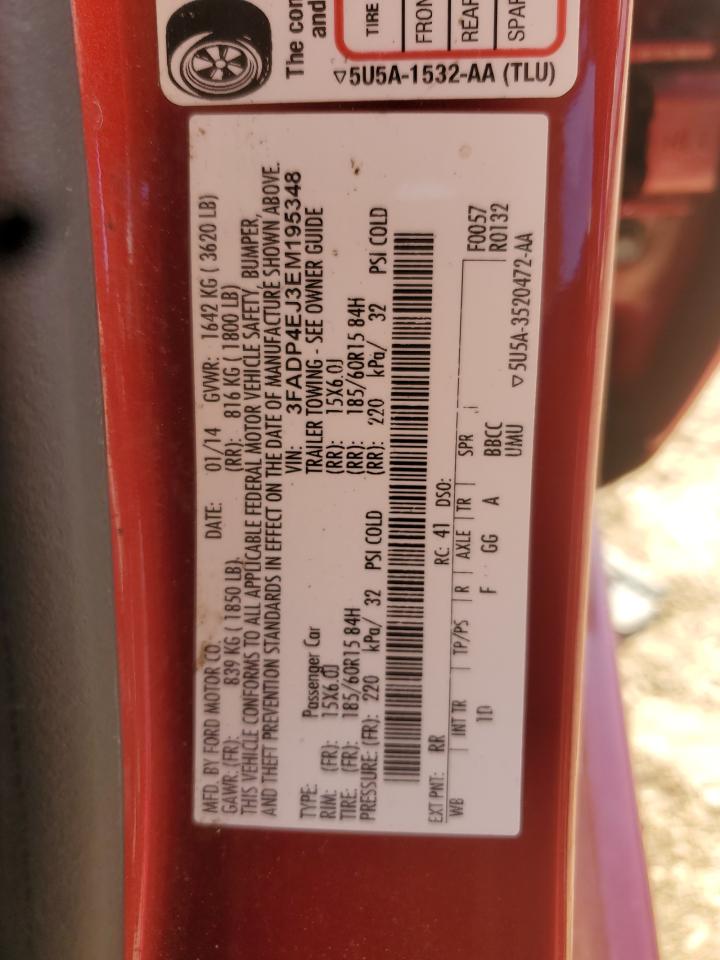 The con
and
TIRE
FRON
REAR
SPAR
▽5U5A-1532-AA (TLU)
MFD. BY FORD MOTOR CO. DATE: 01/14 GVWR: 1642 KG ( 3620 LB)
GAWR: (FR): 839 KG ( 1850 LB) (RR): 816 KG ( 1800 LB)
THIS VEHICLE CONFORMS TO ALL APPLICABLE FEDERAL MOTOR VEHICLE SAFETY, BUMPER,
AND THEFT PREVENTION STANDARDS IN EFFECT ON THE DATE OF MANUFACTURE SHOWN ABOVE.
VIN: 3FADP4EJ3EM195348
TYPE: Passenger Car TRAILER TOWING - SEE OWNER GUIDE
RIM: (FR): 15X6.0J (RR): 15X6.0J
TIRE: (FR): 185/60R15 84H (RR): 185/60R15 84H
PRESSURE: (FR): 220 kPa/ 32 PSI COLD (RR): 220 kPa/ 32 PSI COLD
EXT PNT: RR RC: 41 DSO: F0057
WB INT TR TP/PS R AXLE TR SPR R0132
1D F GG A BBCC
UMU ▽5U5A-3520472-AA